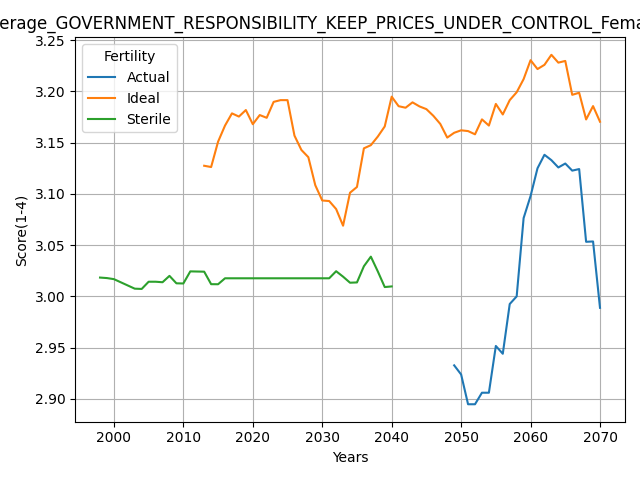 erage_GOVERNMENT_RESPONSIBILITY_KEEP_PRICES_UNDER_CONTROL_Fema
3.25
3.20
3.15
3.10
3.05
3.00
2.95
2.90
Score(1-4)
Fertility
Actual
Ideal
Sterile
2000 2010 2020 2030 2040 2050 2060 2070
Years